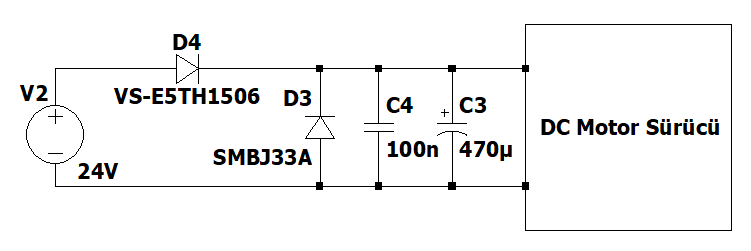 D4
VS-E5TH1506
V2
24V
D3
SMBJ33A
C4
100n
C3
470µ
DC Motor Sürücü